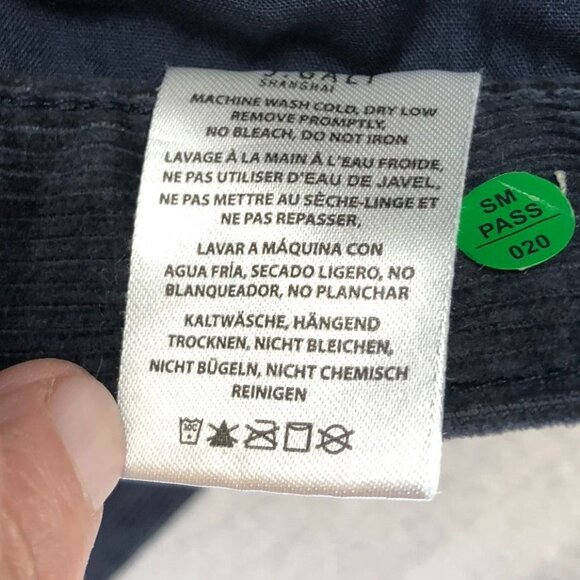 SHANGHAI
MACHINE WASH COLD, DRY LOW
REMOVE PROMPTLY,
NO BLEACH, DO NOT IRON
LAVAGE À LA MAIN À L'EAU FROIDE,
NE PAS UTILISER D'EAU DE JAVEL,
NE PAS METTRE AU SÈCHE-LINGE ET
NE PAS REPASSER,
LAVAR A MÁQUINA CON
AGUA FRÍA, SECADO LIGERO, NO
BLANQUEADOR, NO PLANCHAR
KALTWÄSCHE, HÄNGEND
TROCKNEN, NICHT BLEICHEN,
NICHT BÜGELN, NICHT CHEMISCH
REINIGEN
SM
PASS
020